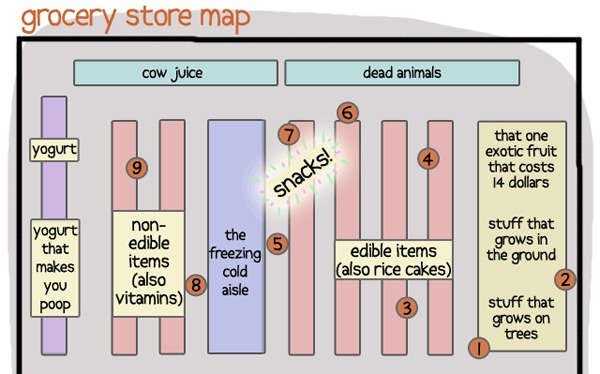 grocery store map
cow juice
dead animals
yogurt
yogurt
that
makes
you
poop
9
non-
edible
items
(also
vitamins)
8
the
freezing
cold
aisle
5
7
snacks!
6
4
edible items
(also rice cakes)
3
that one
exotic fruit
that costs
14 dollars
stuff that
grows in
the ground
2
stuff that
grows on
trees
1